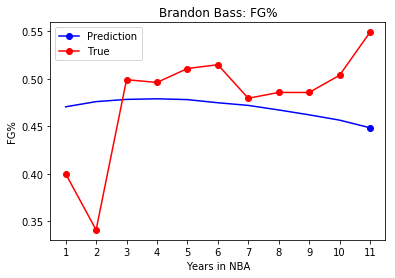 Brandon Bass: FG%
Prediction
True
FG%
0.55
0.50
0.45
0.40
0.35
1 2 3 4 5 6 7 8 9 10 11
Years in NBA